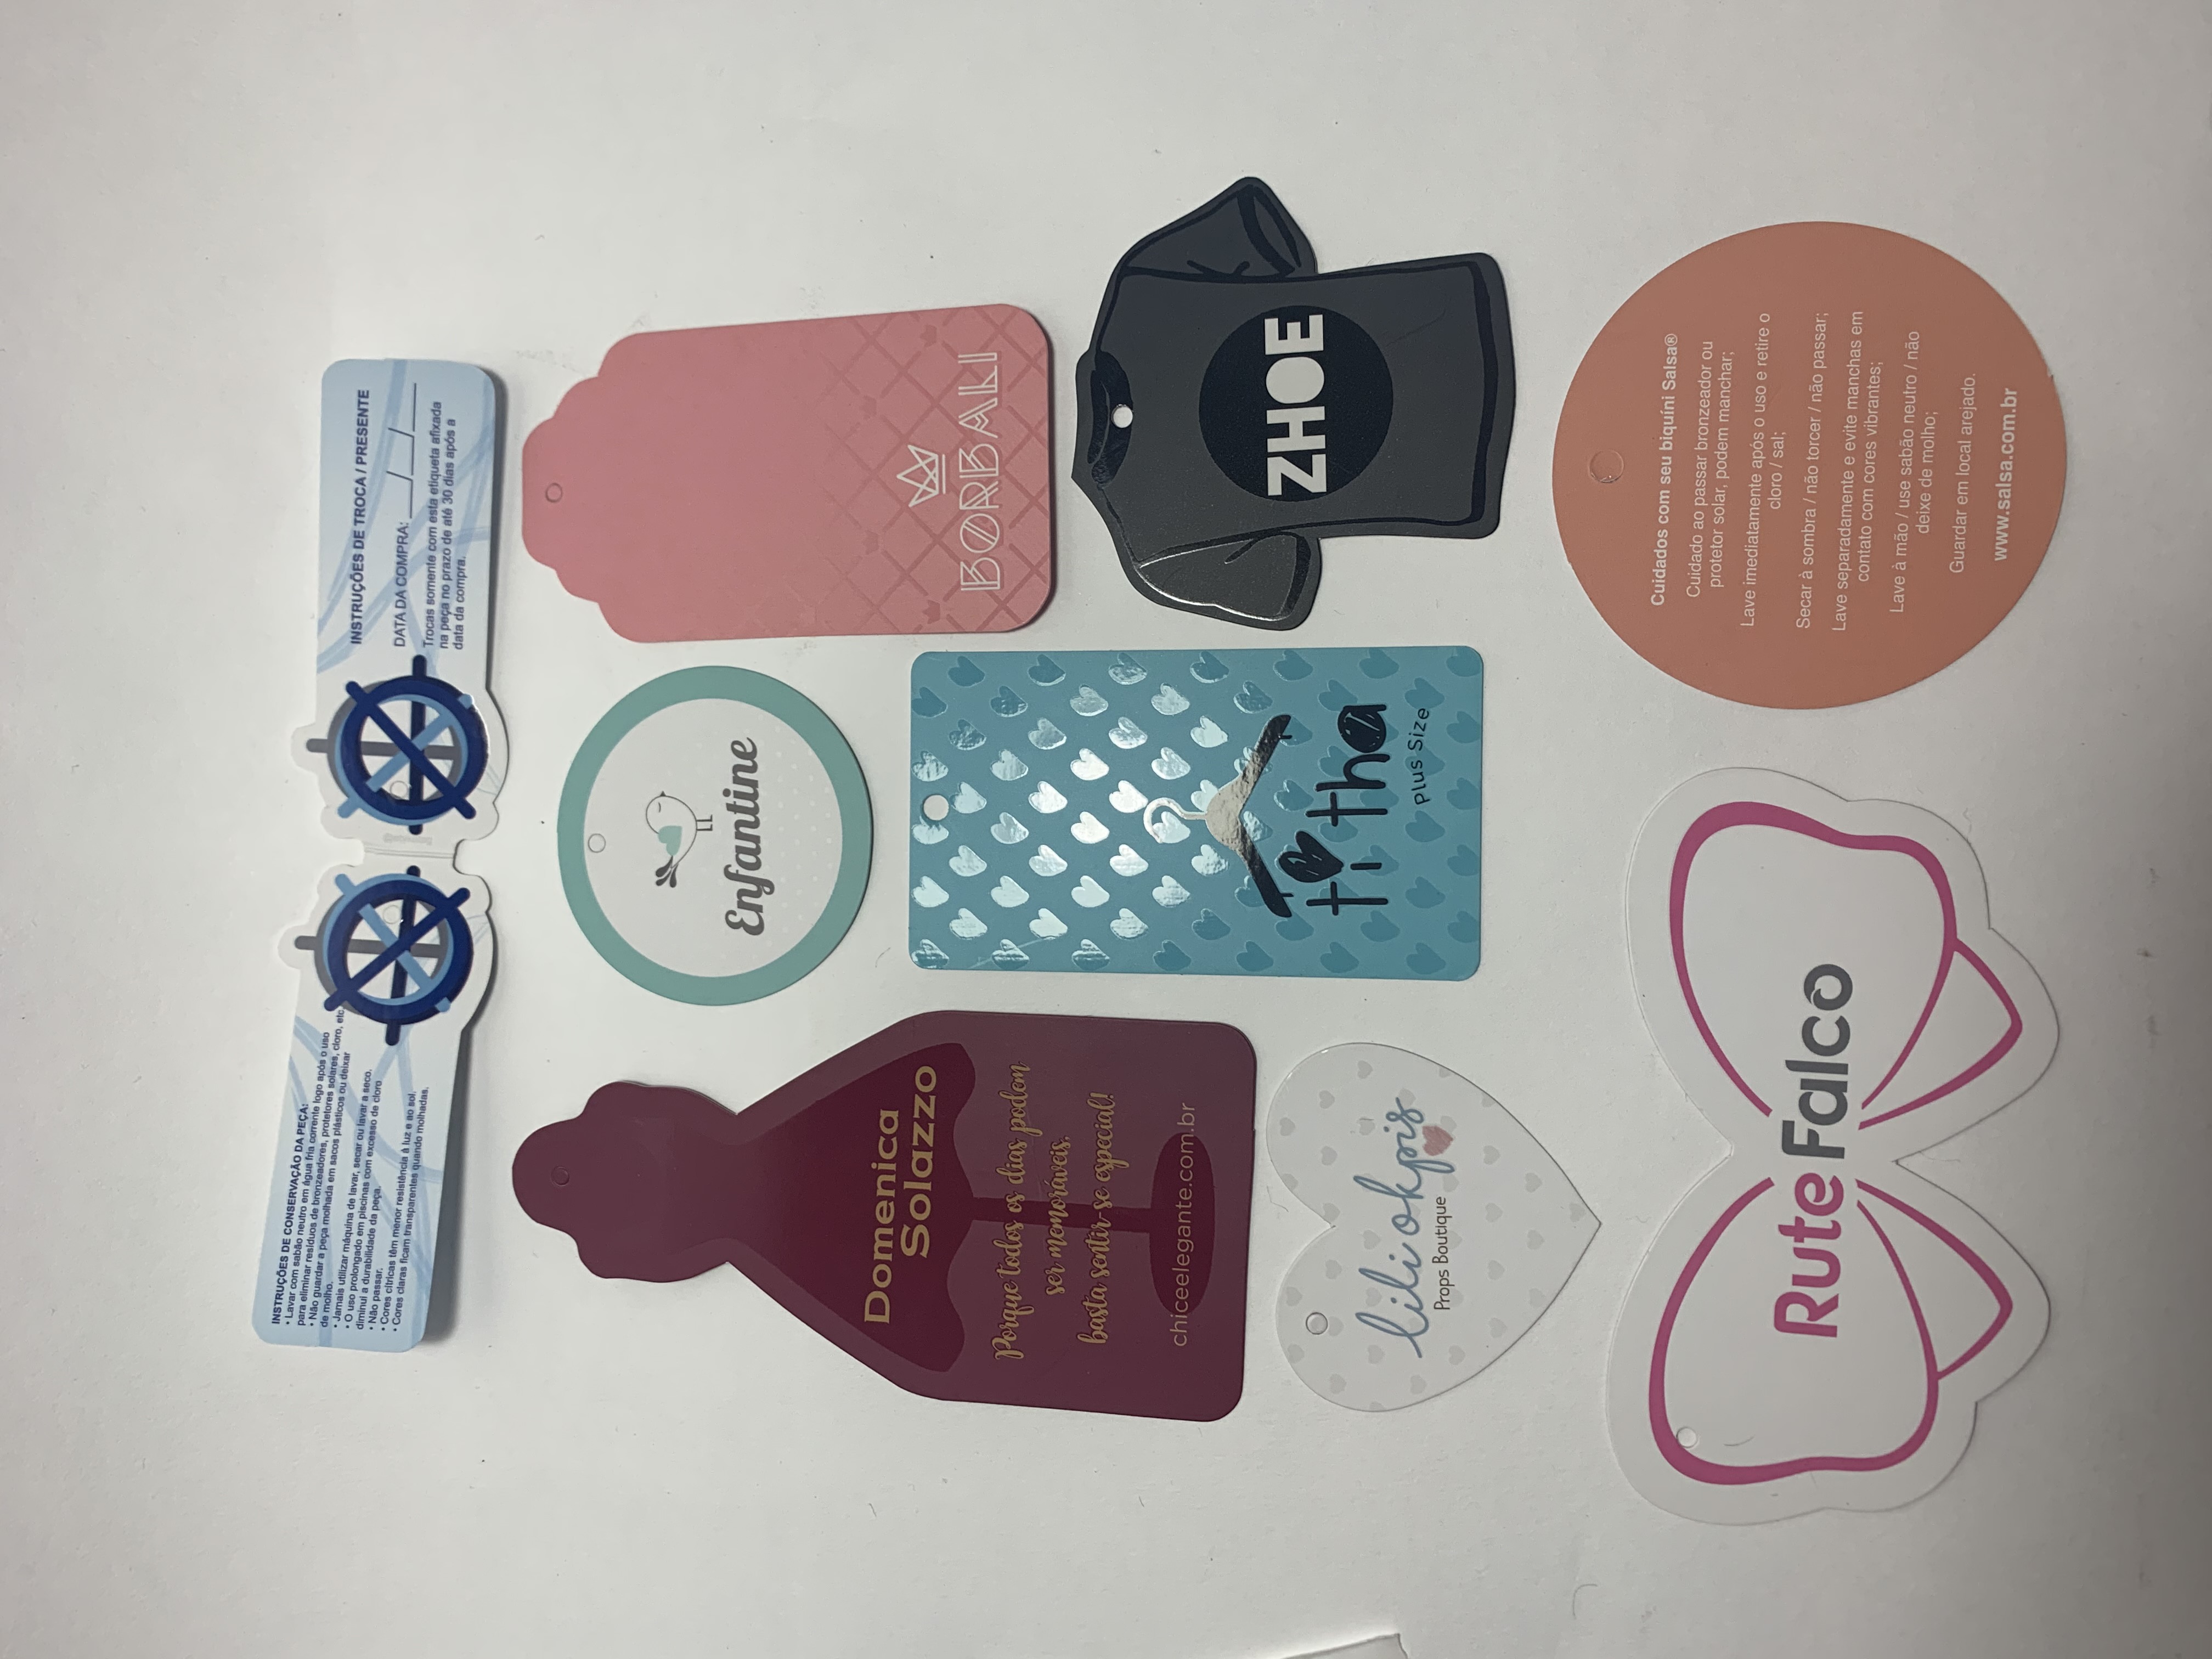 INSTRUÇÕES DE CONSERVAÇÃO DA PEÇA:
• Lavar com sabão neutro em água fria corrente logo após o uso
para eliminar resíduos de bronzeadores, protetores solares, cloro, etc.
• Não guardar a peça molhada em sacos plásticos ou deixar
de molho.
• Jamais utilizar máquina de lavar, secar ou lavar a seco.
• O uso prolongado em piscinas com excesso de cloro
diminui a durabilidade da peça.
• Não passar.
• Cores cítricas têm menor resistência à luz e ao sol.
• Cores claras ficam transparentes quando molhadas.
INSTRUÇÕES DE TROCA / PRESENTE
DATA DA COMPRA: ____/____/____
Trocas somente com esta etiqueta afixada
na peça no prazo de até 30 dias após a
data da compra.
Domenica
Solazzo
Porque todos os dias podem
ser memoráveis,
basta sentir-se especial!
chiceelegante.com.br
Enfantine
BORBALI
ti tha
Plus Size
ZHOE
lili okpis
Props Boutique
Rute Falco
Cuidados com seu biquíni Salsa®
Cuidado ao passar bronzeador ou
protetor solar, podem manchar;
Lave imediatamente após o uso e retire o
cloro / sal;
Secar à sombra / não torcer / não passar;
Lave separadamente e evite manchas em
contato com cores vibrantes;
Lave à mão / use sabão neutro / não
deixe de molho;
Guardar em local arejado.
www.salsa.com.br